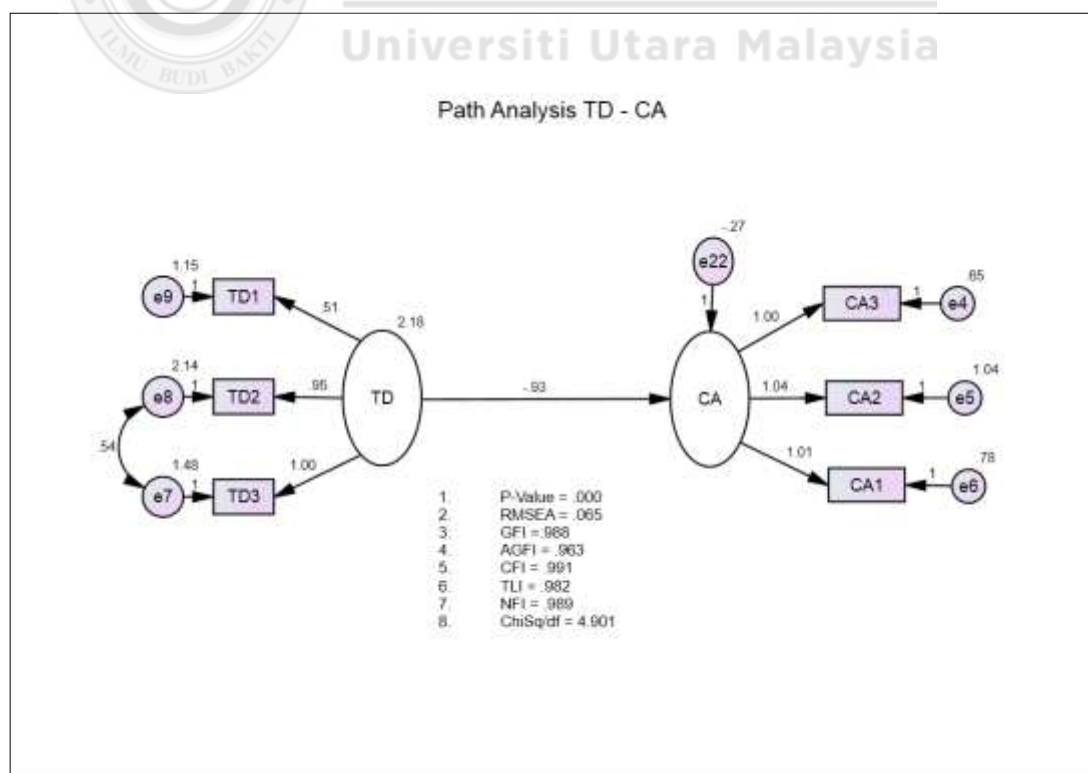 ILMU BUDI BAKTI
Universiti Utara Malaysia
Path Analysis TD - CA
-.27
e22
1
1.15
e9
1
TD1
.51
2.18
.65
1.00
CA3
1
e4
2.14
e8
1
TD2
.95
TD
-.93
CA
1.04
CA2
1
1.04
e5
.54
1.48
e7
1
TD3
1.00
1.01
CA1
1
.78
e6
1. P-Value = .000
2. RMSEA = .065
3. GFI =.988
4. AGFI = .963
5. CFI = .991
6. TLI = .982
7. NFI = .989
8. ChiSq/df = 4.901